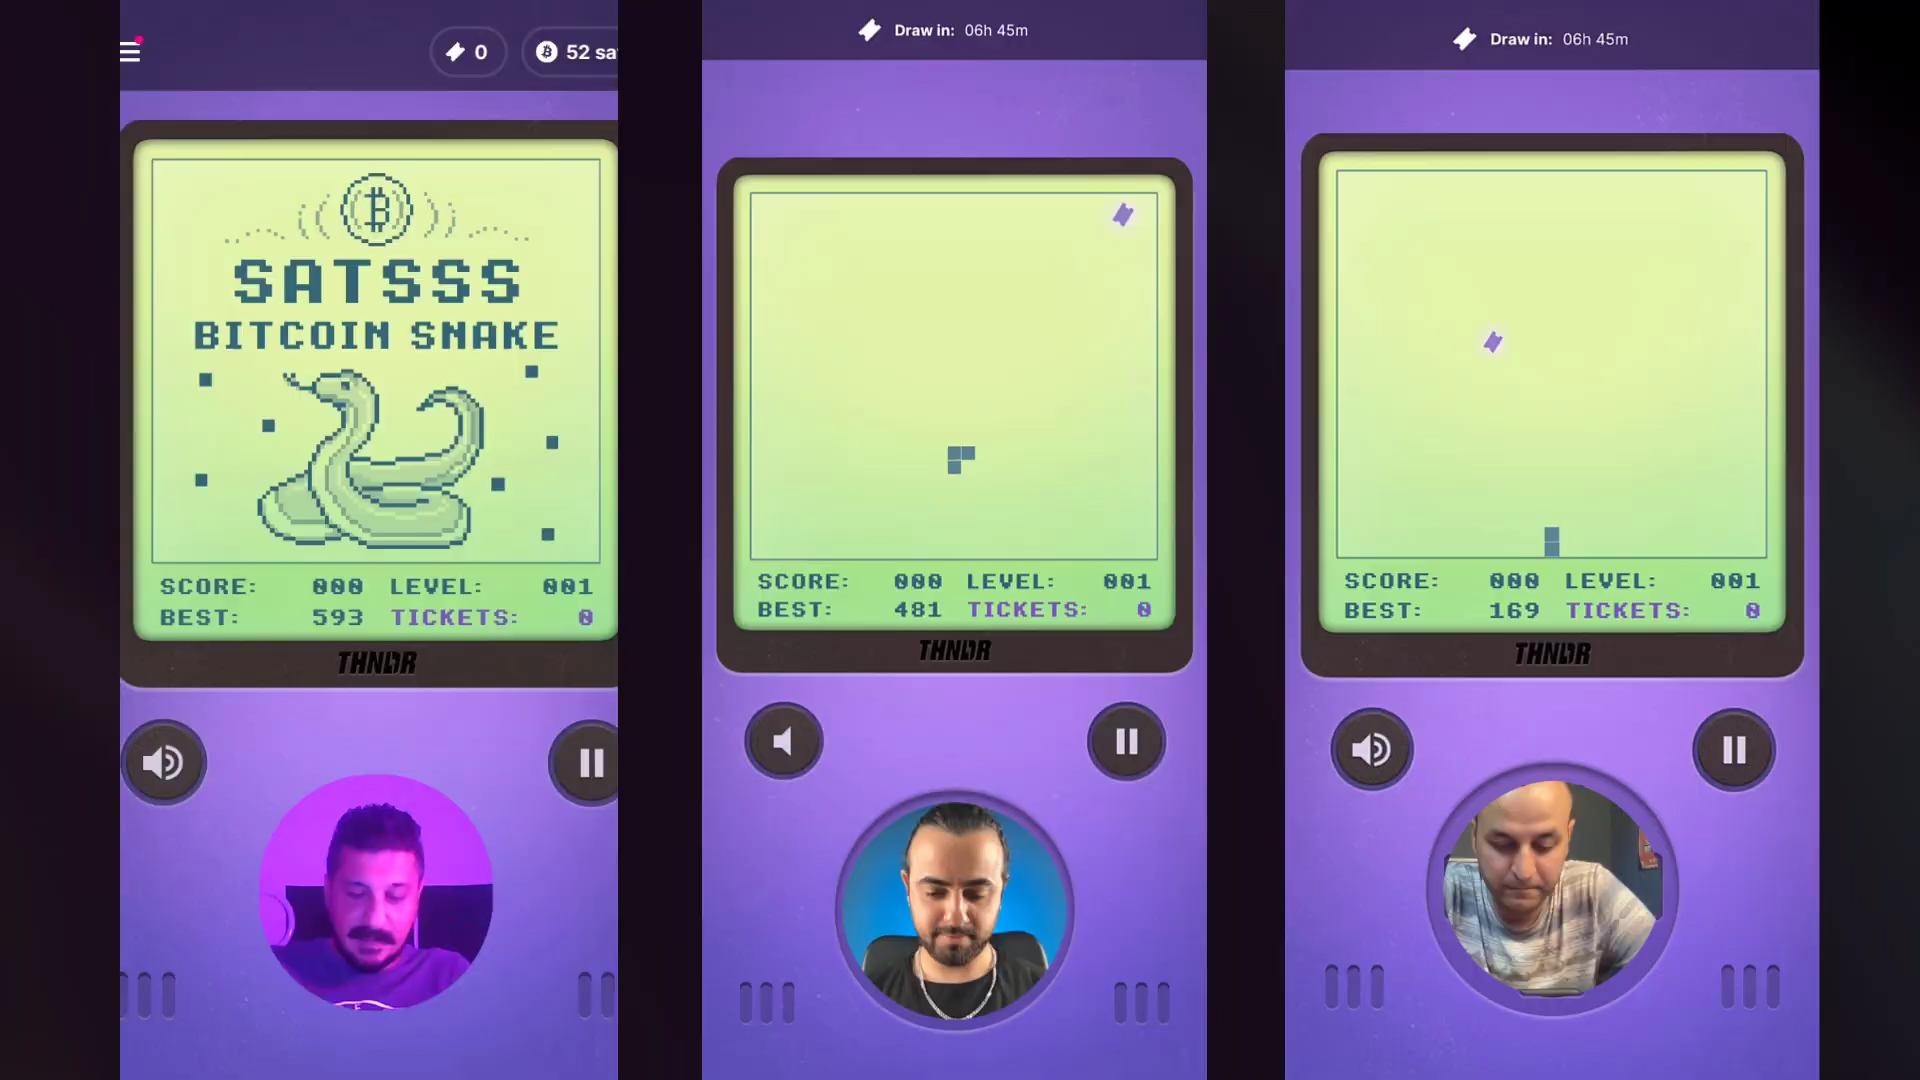 0
52 sa
SATSSS
BITCOIN SNAKE
SCORE: 000 LEVEL: 001
BEST: 593 TICKETS: 0
THNDR
Draw in: 06h 45m
SCORE: 000 LEVEL: 001
BEST: 481 TICKETS: 0
THNDR
Draw in: 06h 45m
SCORE: 000 LEVEL: 001
BEST: 169 TICKETS: 0
THNDR